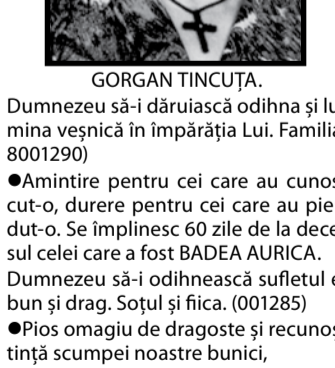 GORGAN TINCUȚA.
Dumnezeu să-i dăruiască odihna și lu
mina veșnică în împărăția Lui. Familia
8001290)
●Amintire pentru cei care au cunos
cut-o, durere pentru cei care au pie
dut-o. Se împlinesc 60 zile de la dece
sul celei care a fost BADEA AURICA.
Dumnezeu să-i odihnească sufletul e
bun și drag. Soțul și fiica. (001285)
●Pios omagiu de dragoste și recunoș
tință scumpei noastre bunici,